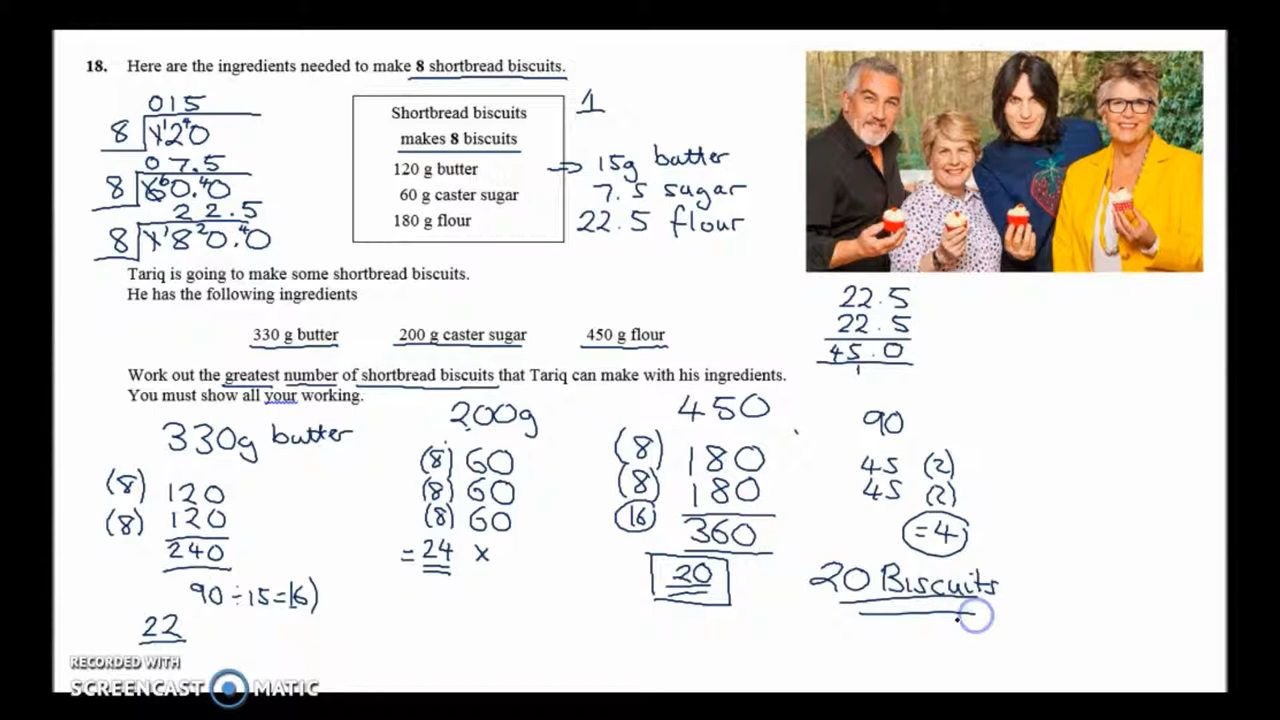 18. Here are the ingredients needed to make 8 shortbread biscuits.
015
8 120
0 7.5
8 60.0
22.5
8 180.0
Shortbread biscuits
makes 8 biscuits
120 g butter
60 g caster sugar
180 g flour
1
⇒ 15g butter
7.5 sugar
22.5 flour
Tariq is going to make some shortbread biscuits.
He has the following ingredients
330 g butter 200 g caster sugar 450 g flour
Work out the greatest number of shortbread biscuits that Tariq can make with his ingredients.
You must show all your working.
330g butter
(8) 120
(8) 120
240
90 ÷ 15 = (6)
22
200g
(8) 60
(8) 60
(8) 60
= 24 x
450
(8) 180
(8) 180
(16) 360
20
22.5
22.5
45.0
1
90
45 (2)
45 (2)
= 4
20 Biscuits
RECORDED WITH
SCREENCAST MATIC